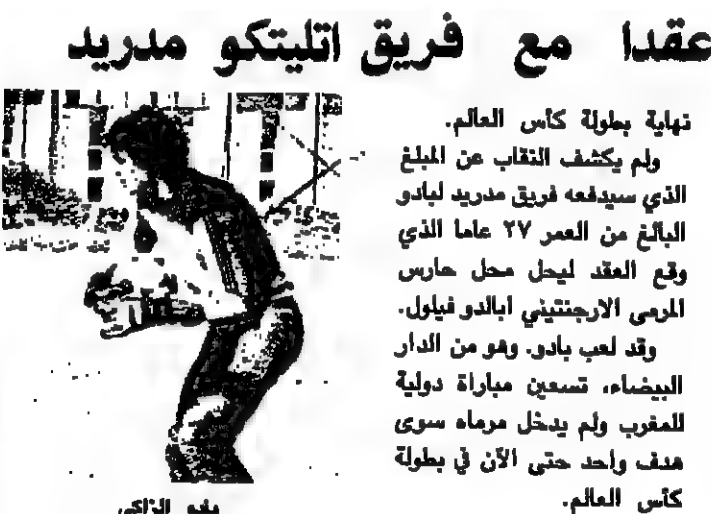 عقدا مع فريق اتليتكو مدريد
نهاية بطولة كأس العالم.
ولم يكشف النقاب عن المبلغ
الذي سيدفعه فريق مدريد لبادو
البالغ من العمر ٢٧ عاما الذي
وقع العقد ليحل محل حارس
المرمى الارجنتيني ابالدو فيلول.
وقد لعب بادو. وهو من الدار
البيضاء، تسعين مباراة دولية
للمغرب ولم يدخل مرماه سوى
هدف واحد حتى الآن في بطولة
كأس العالم.
بادو الزاكي